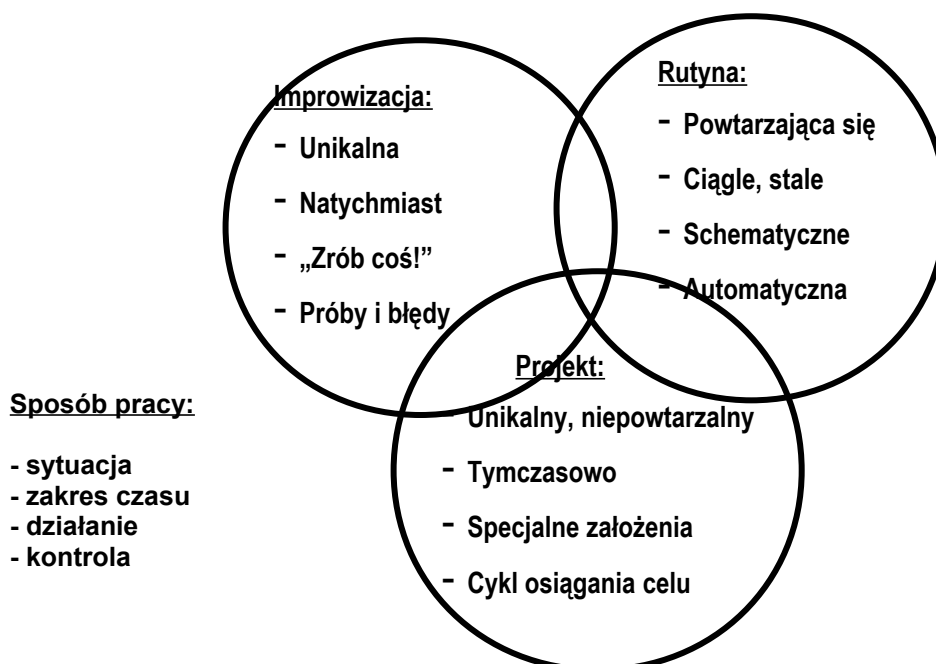 Improwizacja:
- Unikalna
- Natychmiast
- „Zrób coś!”
- Próby i błędy
Rutyna:
- Powtarzająca się
- Ciągle, stale
- Schematyczne
- Automatyczna
Projekt:
- Unikalny, niepowtarzalny
- Tymczasowo
- Specjalne założenia
- Cykl osiągania celu
Sposób pracy:
- sytuacja
- zakres czasu
- działanie
- kontrola